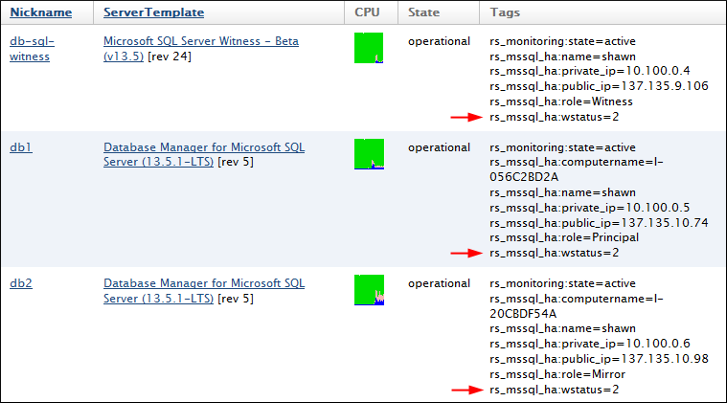 Nickname ServerTemplate CPU State Tags
db-sql-witness Microsoft SQL Server Witness - Beta (v13.5) [rev 24] operational
rs_monitoring:state=active
rs_mssql_ha:name=shawn
rs_mssql_ha:private_ip=10.100.0.4
rs_mssql_ha:public_ip=137.135.9.106
rs_mssql_ha:role=Witness
rs_mssql_ha:wstatus=2
db1 Database Manager for Microsoft SQL Server (13.5.1-LTS) [rev 5] operational
rs_monitoring:state=active
rs_mssql_ha:computername=I-
056C2BD2A
rs_mssql_ha:name=shawn
rs_mssql_ha:private_ip=10.100.0.5
rs_mssql_ha:public_ip=137.135.10.74
rs_mssql_ha:role=Principal
rs_mssql_ha:wstatus=2
db2 Database Manager for Microsoft SQL Server (13.5.1-LTS) [rev 5] operational
rs_monitoring:state=active
rs_mssql_ha:computername=I-
20CBDF54A
rs_mssql_ha:name=shawn
rs_mssql_ha:private_ip=10.100.0.6
rs_mssql_ha:public_ip=137.135.10.98
rs_mssql_ha:role=Mirror
rs_mssql_ha:wstatus=2